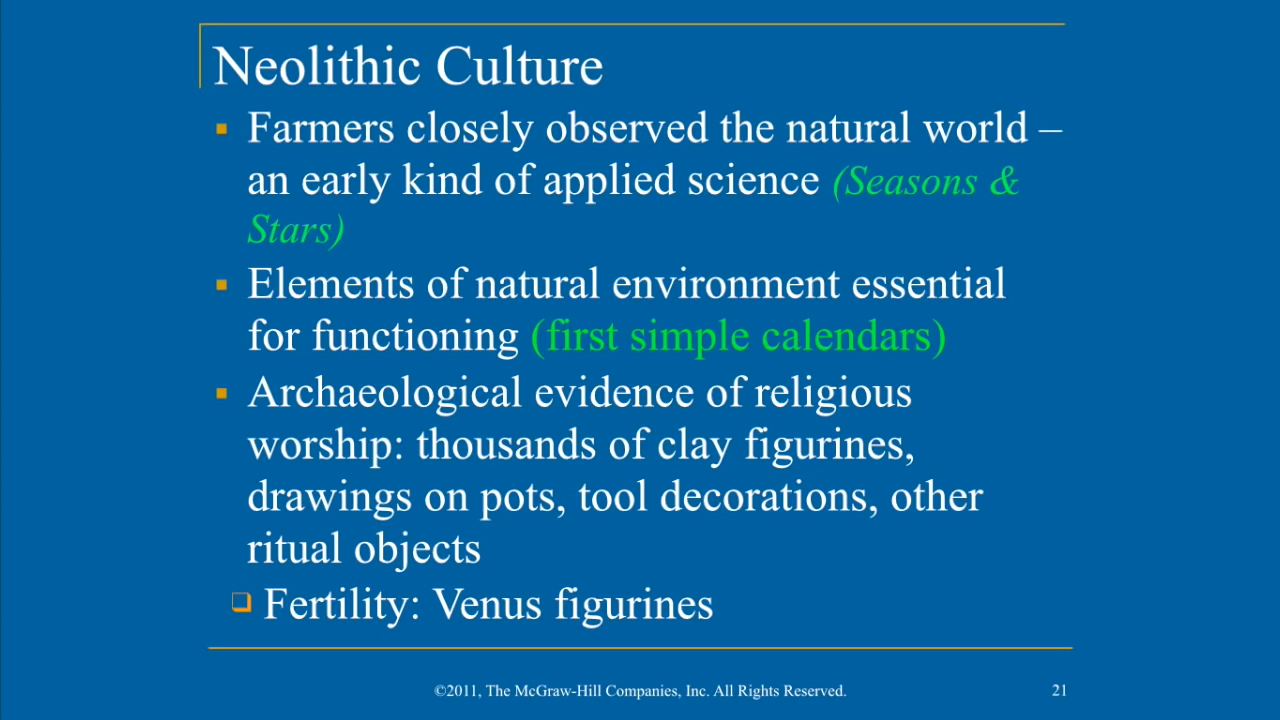 Neolithic Culture
Farmers closely observed the natural world –
an early kind of applied science (Seasons &
Stars)
Elements of natural environment essential
for functioning (first simple calendars)
Archaeological evidence of religious
worship: thousands of clay figurines,
drawings on pots, tool decorations, other
ritual objects
Fertility: Venus figurines
©2011, The McGraw-Hill Companies, Inc. All Rights Reserved.
21